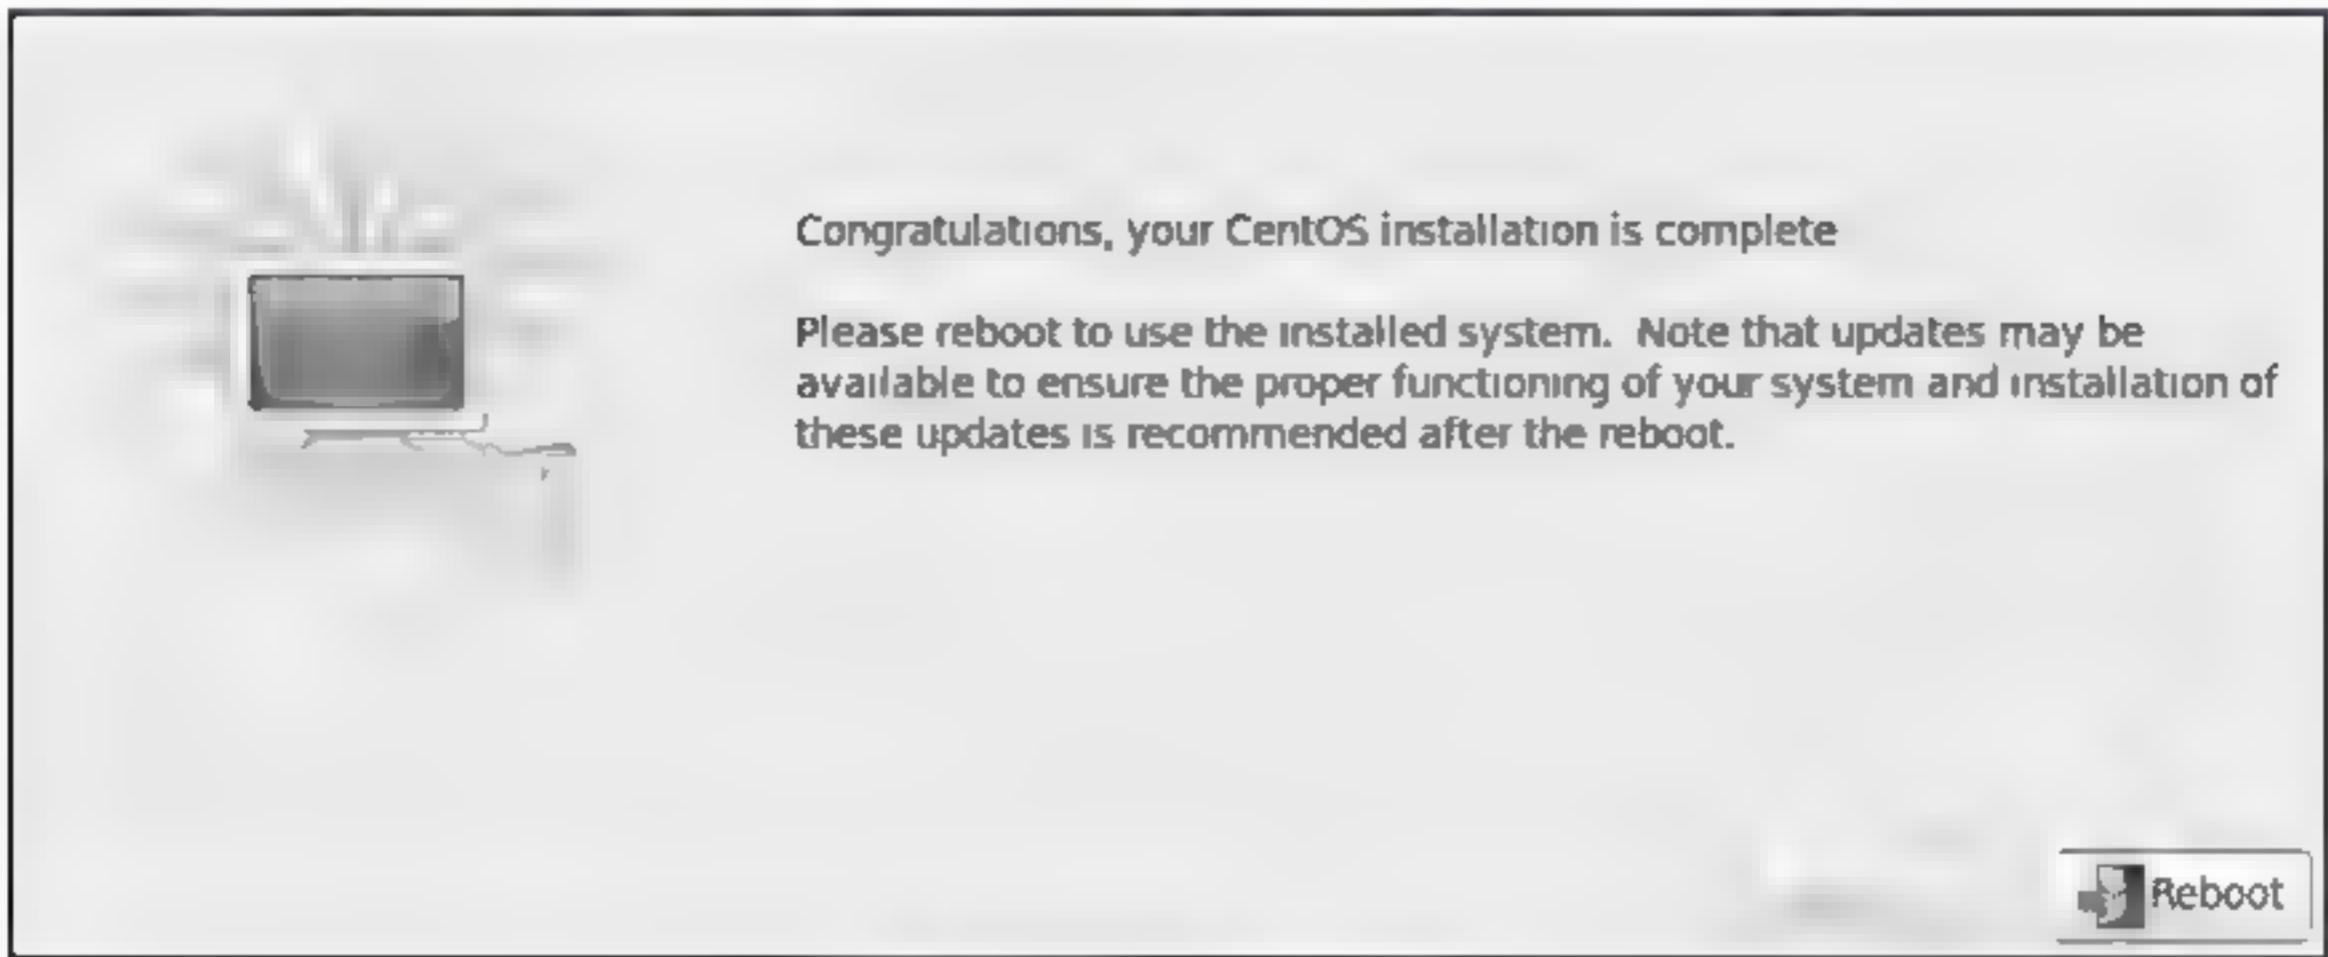 Congratulations, your CentOS installation is complete
Please reboot to use the installed system.  Note that updates may be
available to ensure the proper functioning of your system and installation of
these updates is recommended after the reboot.
Reboot